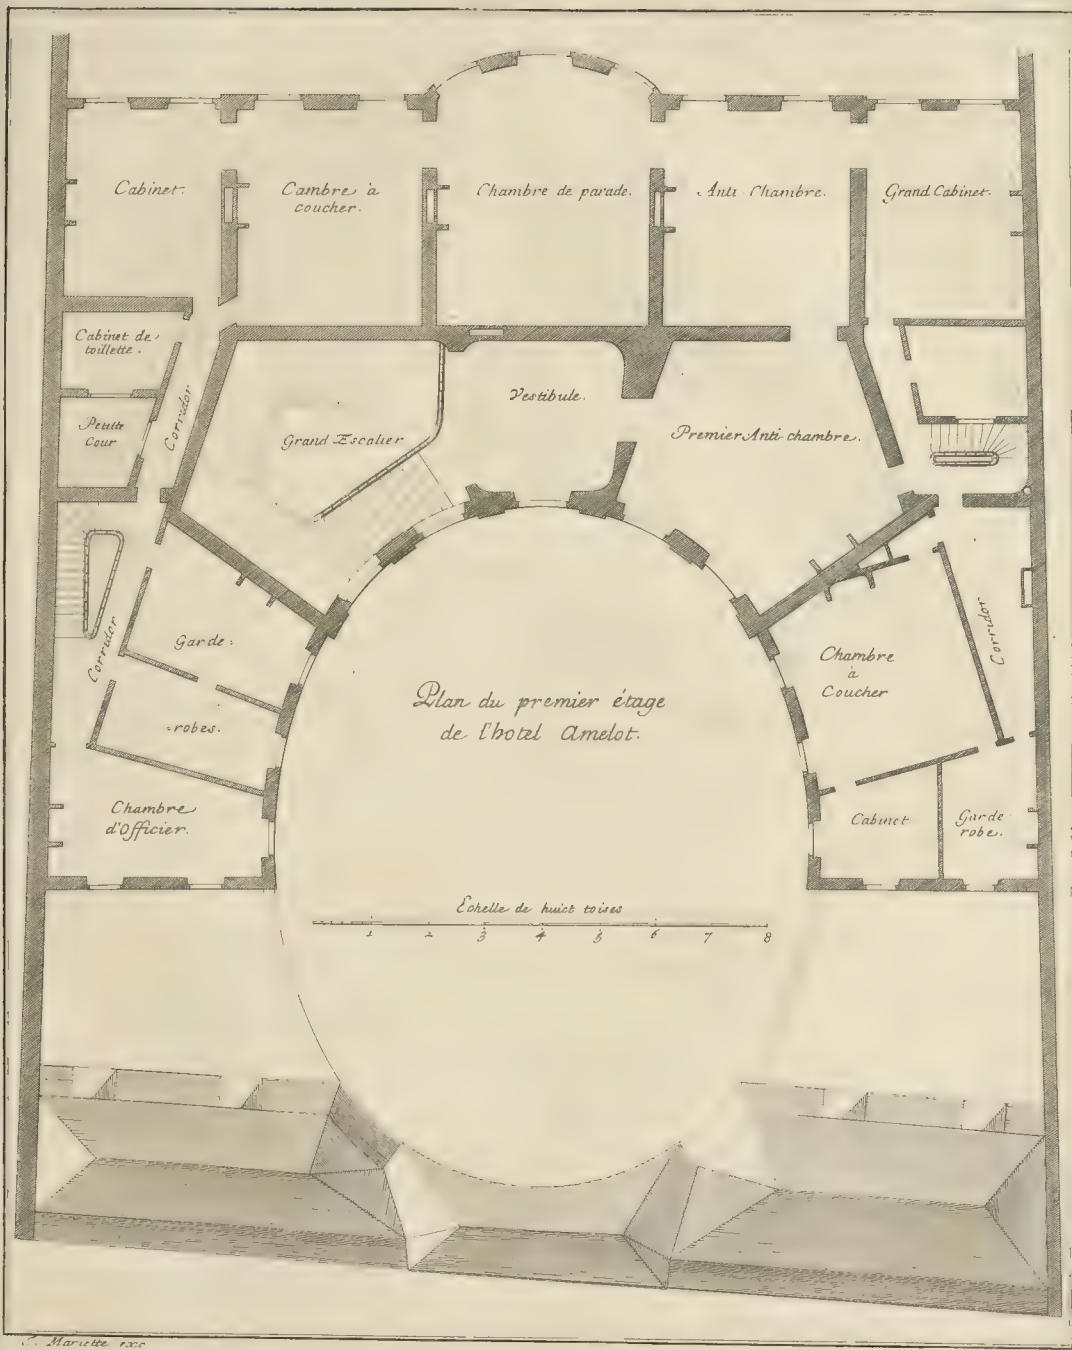 Cabinet.
Cambre à
coucher.
Chambre de parade.
Anti Chambre.
Grand Cabinet.
Cabinet de
toillette.
Petitte
Cour
Corridor
Grand Escalier
Vestibule.
Premier Anti chambre.
Corridor
Garde=
=robes.
Chambre
d'Officier.
Plan du premier étage
de l'hotel Amelot.
Chambre
à
Coucher
Corridor
Cabinet
Garde
robe.
Echelle de huict toises
1 2 3 4 5 6 7 8
Mariette exc